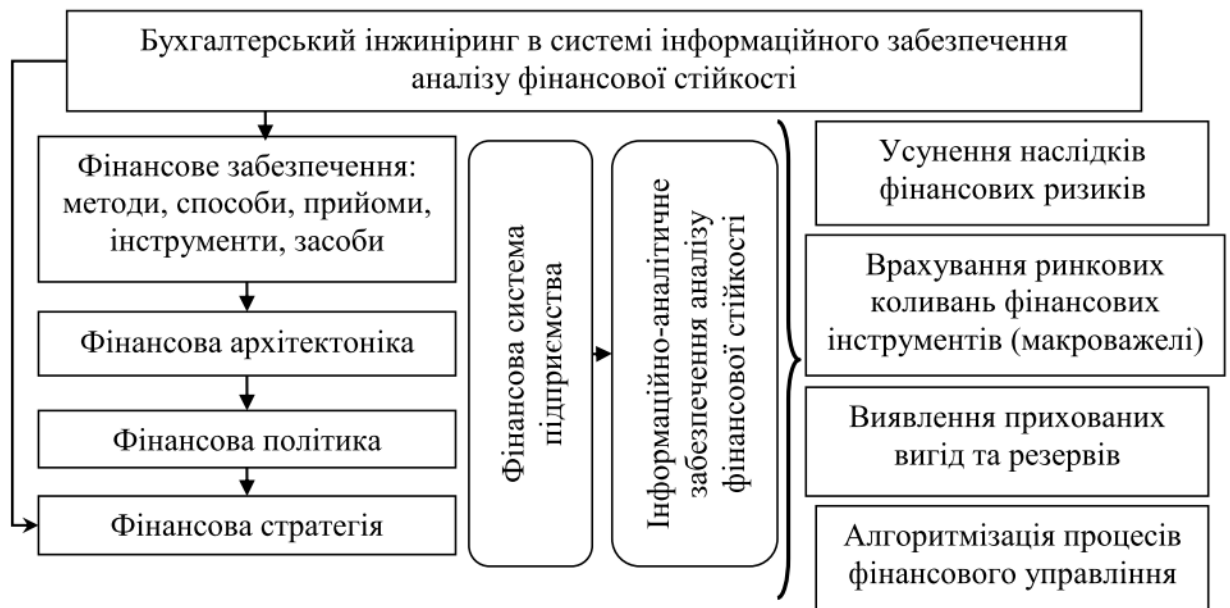 Бухгалтерський інжиніринг в системі інформаційного забезпечення
аналізу фінансової стійкості
Фінансове забезпечення:
методи, способи, прийоми,
інструменти, засоби
Фінансова архітектоніка
Фінансова політика
Фінансова стратегія
Фінансова система
підприємства
Інформаційно-аналітичне
забезпечення аналізу
фінансової стійкості
Усунення наслідків
фінансових ризиків
Врахування ринкових
коливань фінансових
інструментів (макроважелі)
Виявлення прихованих
вигід та резервів
Алгоритмізація процесів
фінансового управління